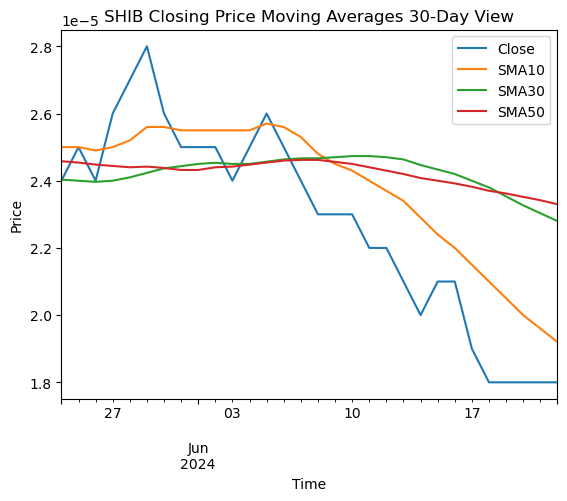 SHIB Closing Price Moving Averages 30-Day View
1e−5
2.8
2.6
2.4
2.2
2.0
1.8
Price
Close
SMA10
SMA30
SMA50
27
03
10
17
Jun
2024
Time